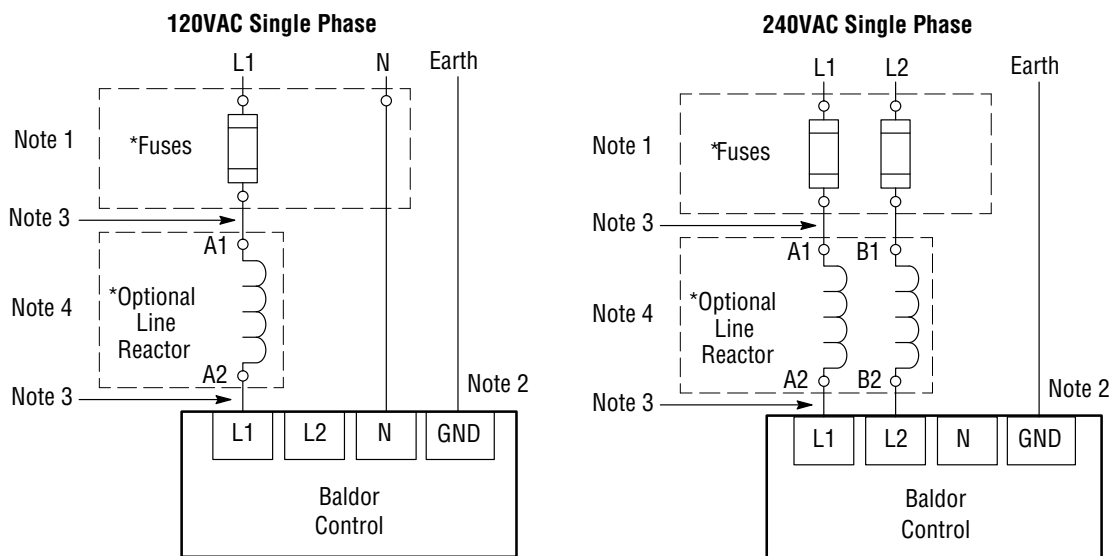 120VAC Single Phase
L1 N Earth
Note 1
*Fuses
Note 3
A1
Note 4
*Optional
Line
Reactor
A2
Note 3
Note 2
L1 L2 N GND
Baldor
Control
240VAC Single Phase
L1 L2 Earth
Note 1
*Fuses
Note 3
A1 B1
Note 4
*Optional
Line
Reactor
A2 B2
Note 3
Note 2
L1 L2 N GND
Baldor
Control